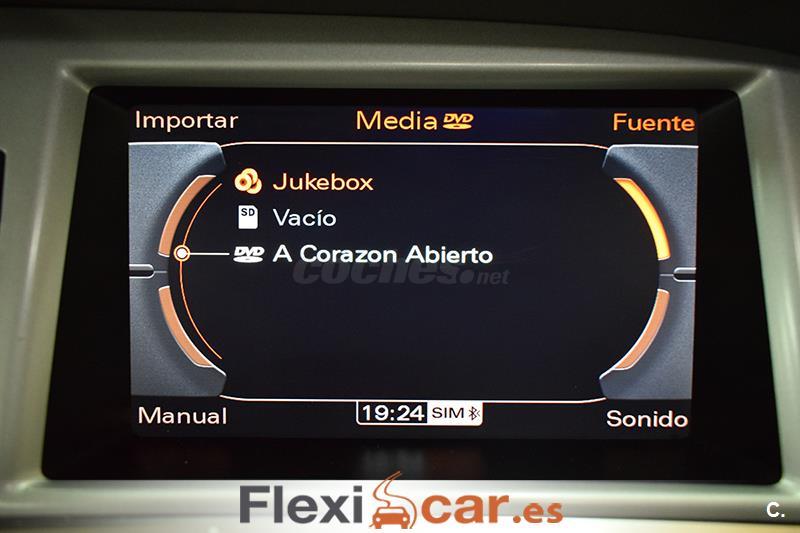 Importar Media DVD Fuente
Jukebox
SD Vacío
DVD A Corazon Abierto
coches.net
Manual 19:24 SIM Sonido
Flexicar.es
C.